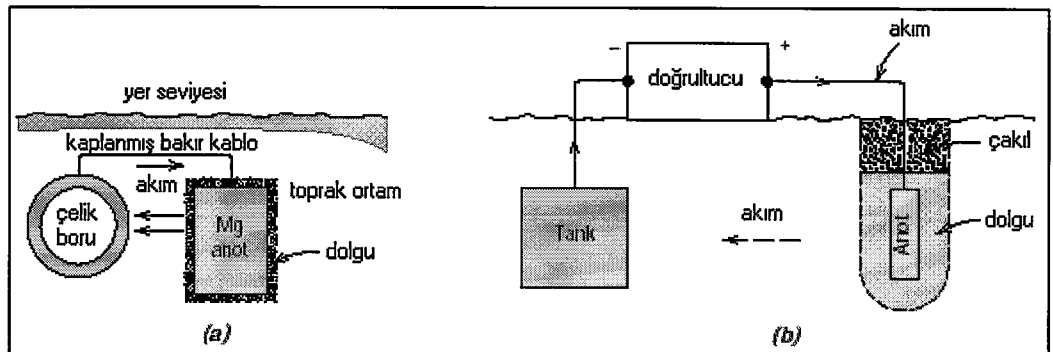 yer seviyesi
kaplanmış bakır kablo
akım
toprak ortam
çelik
boru
Mg
anot
dolgu
(a)
akım
−
+
doğrultucu
çakıl
akım
Tank
Anot
dolgu
(b)